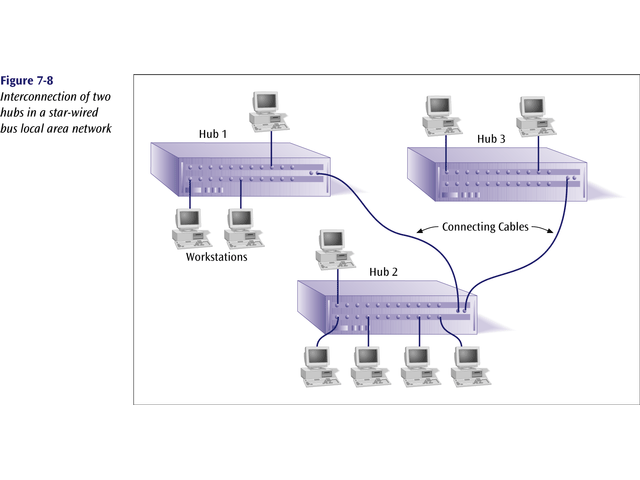 Figure 7-8
Interconnection of two
hubs in a star-wired
bus local area network
Hub 1
Hub 3
Connecting Cables
Workstations
Hub 2